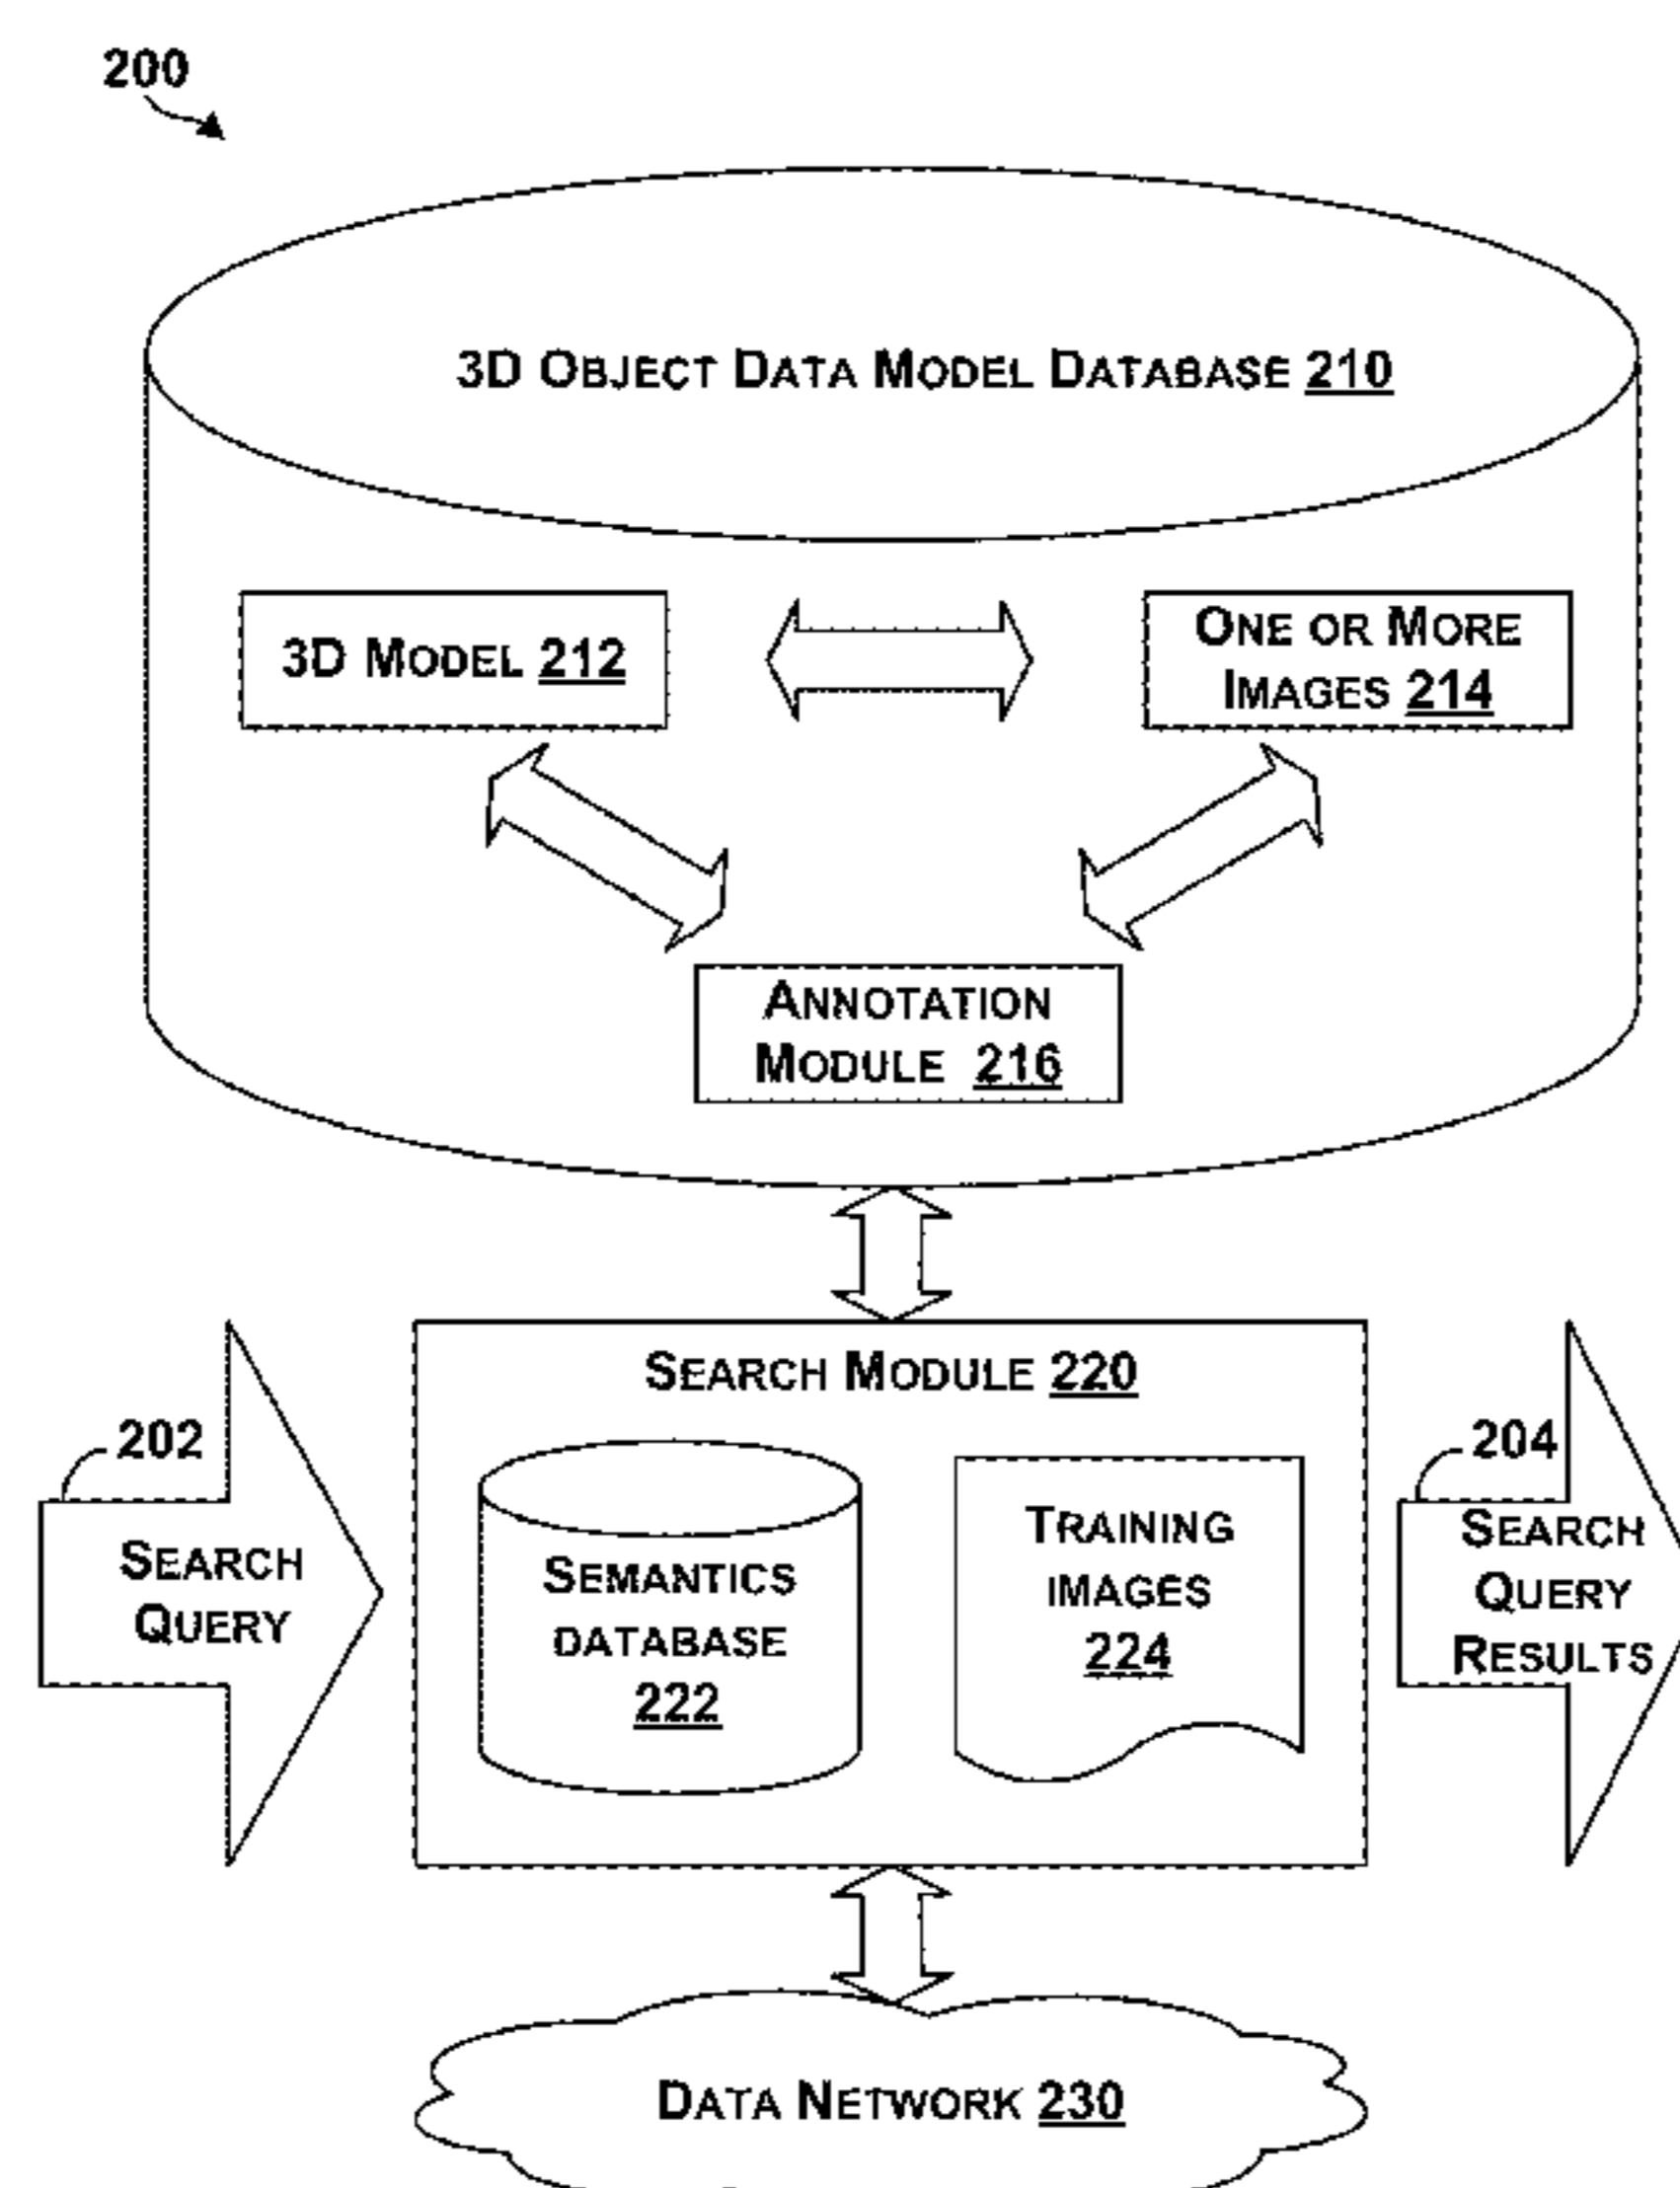 200
3D OBJECT DATA MODEL DATABASE 210
3D MODEL 212
ONE OR MORE
IMAGES 214
ANNOTATION
MODULE 216
SEARCH MODULE 220
202
SEARCH
QUERY
SEMANTICS
DATABASE
222
TRAINING
IMAGES
224
204
SEARCH
QUERY
RESULTS
DATA NETWORK 230